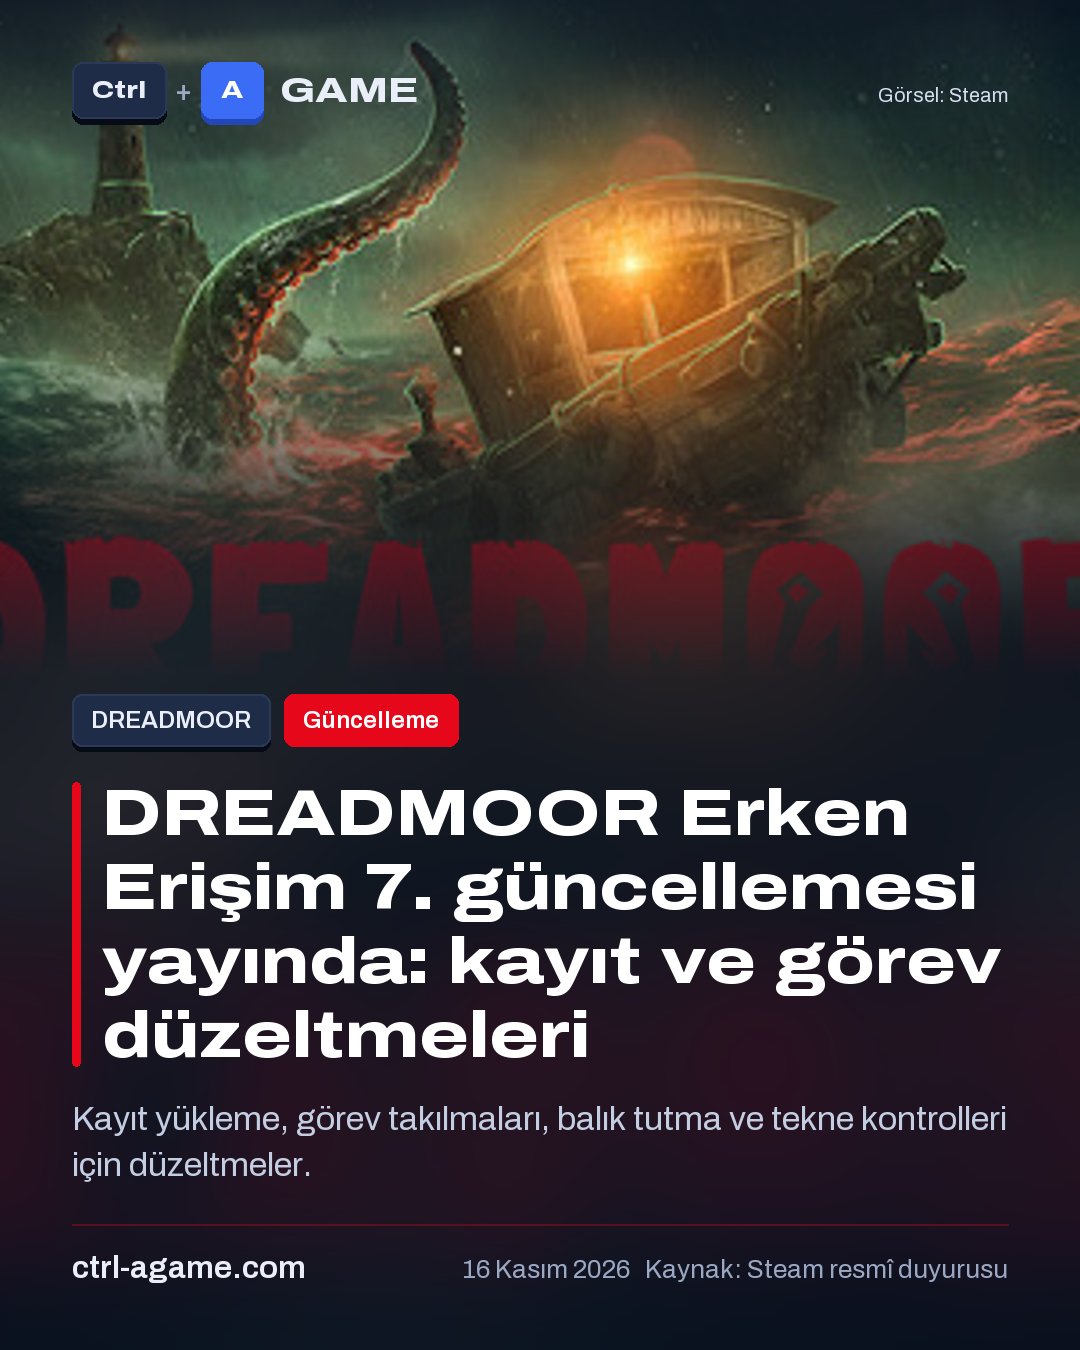 Ctrl + A GAME
Görsel: Steam
DREADMOOR
DREADMOOR Güncelleme
DREADMOOR Erken
Erişim 7. güncellemesi
yayında: kayıt ve görev
düzeltmeleri
Kayıt yükleme, görev takılmaları, balık tutma ve tekne kontrolleri
için düzeltmeler.
ctrl-agame.com
16 Kasım 2026 Kaynak: Steam resmî duyurusu